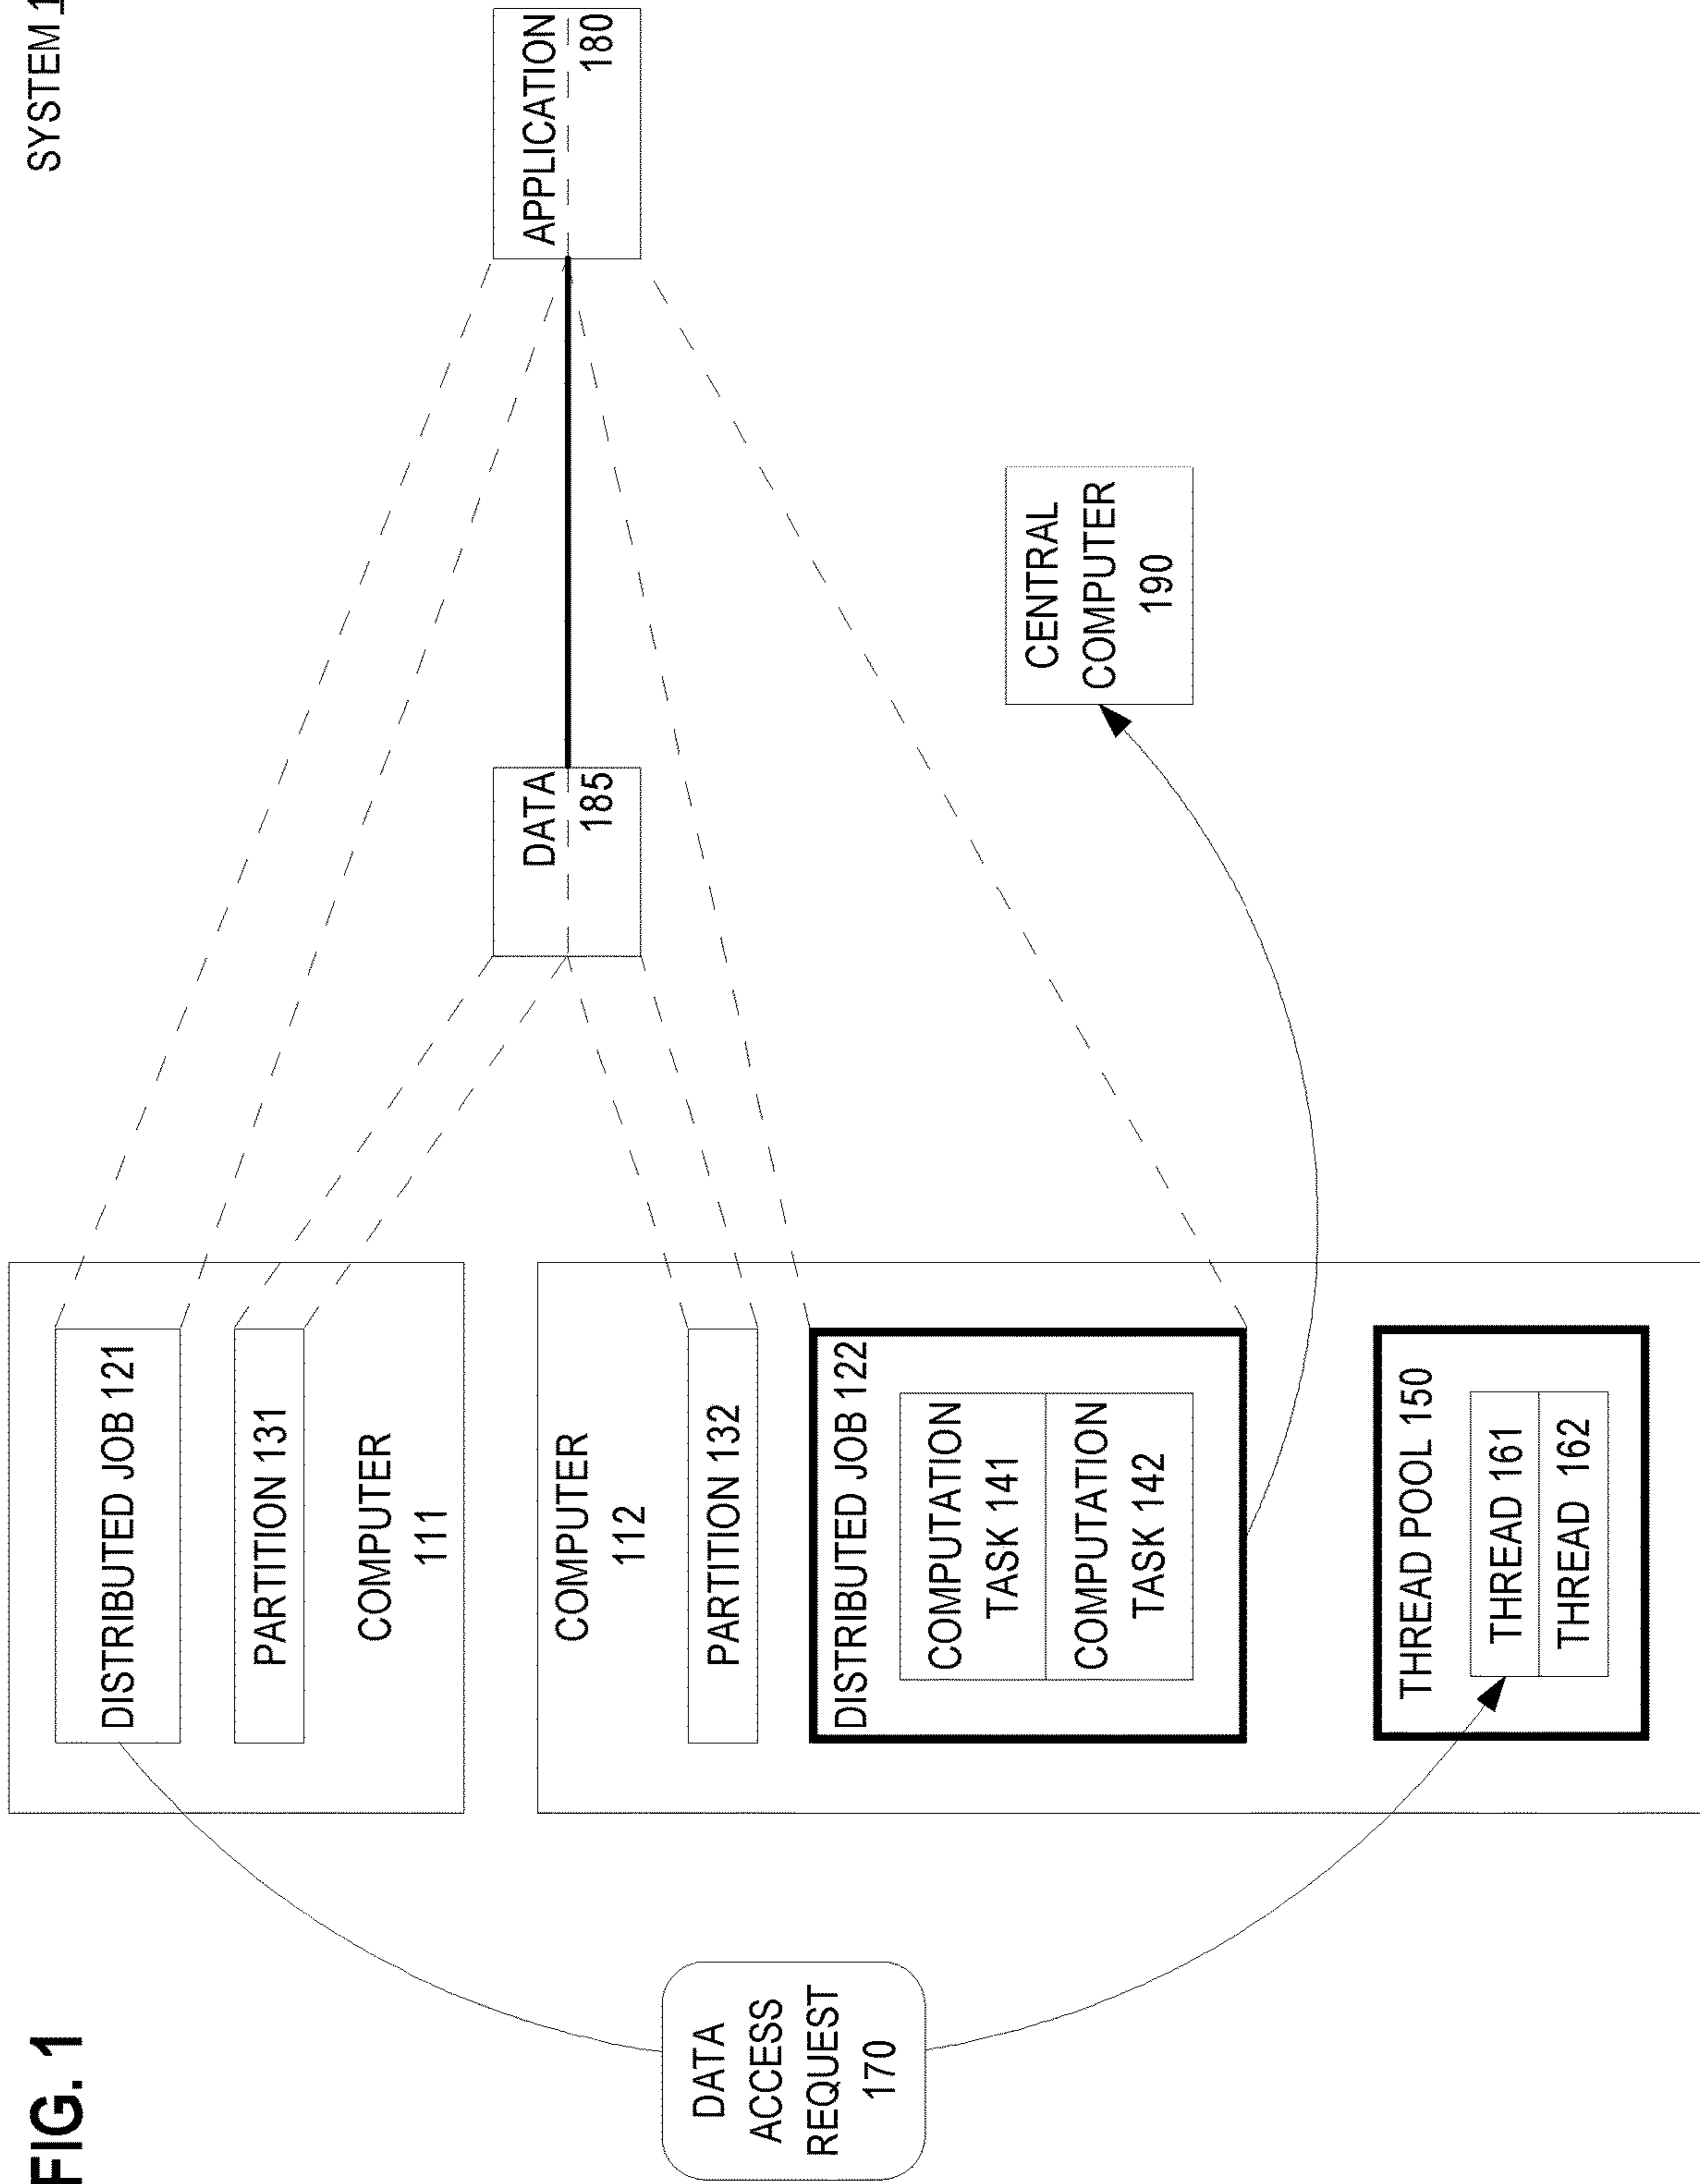 FIG. 1
SYSTEM 1
DISTRIBUTED JOB 121
PARTITION 131
COMPUTER
111
COMPUTER
112
PARTITION 132
DISTRIBUTED JOB 122
COMPUTATION
TASK 141
COMPUTATION
TASK 142
THREAD POOL 150
THREAD 161
THREAD 162
DATA
ACCESS
REQUEST
170
DATA
185
APPLICATION
180
CENTRAL
COMPUTER
190